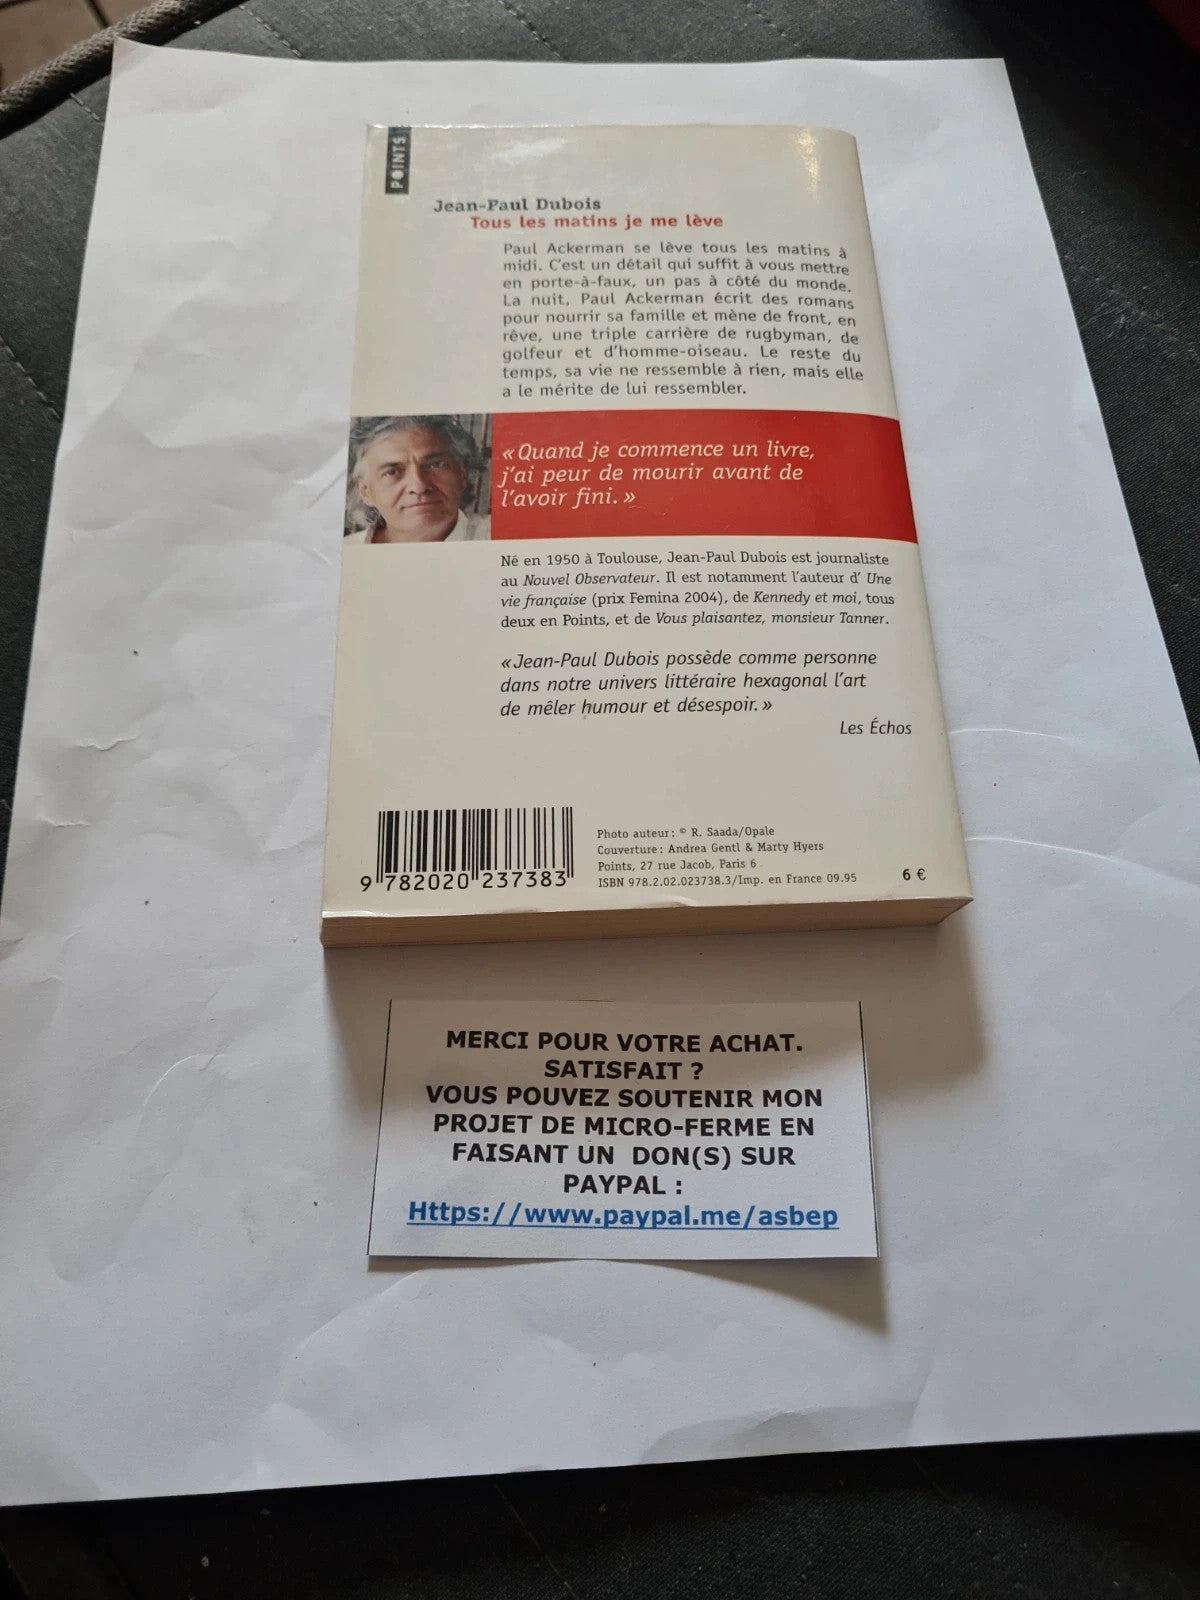 POINTS
Jean-Paul Dubois
Tous les matins je me lève
Paul Ackerman se lève tous les matins à
midi. C'est un détail qui suffit à vous mettre
en porte-à-faux, un pas à côté du monde.
La nuit, Paul Ackerman écrit des romans
pour nourrir sa famille et mène de front, en
rêve, une triple carrière de rugbyman, de
golfeur et d'homme-oiseau. Le reste du
temps, sa vie ne ressemble à rien, mais elle
a le mérite de lui ressembler.
« Quand je commence un livre,
j'ai peur de mourir avant de
l'avoir fini. »
Né en 1950 à Toulouse, Jean-Paul Dubois est journaliste
au Nouvel Observateur. Il est notamment l'auteur d' Une
vie française (prix Femina 2004), de Kennedy et moi, tous
deux en Points, et de Vous plaisantez, monsieur Tanner.
« Jean-Paul Dubois possède comme personne
dans notre univers littéraire hexagonal l'art
de mêler humour et désespoir. »
Les Échos
9 782020 237383
Photo auteur : © R. Saada/Opale
Couverture : Andrea Gentl & Marty Hyers
Points, 27 rue Jacob, Paris 6
ISBN 978.2.02.023738.3/Imp. en France 09.95
6 €
MERCI POUR VOTRE ACHAT.
SATISFAIT ?
VOUS POUVEZ SOUTENIR MON
PROJET DE MICRO-FERME EN
FAISANT UN DON(S) SUR
PAYPAL :
Https://www.paypal.me/asbep